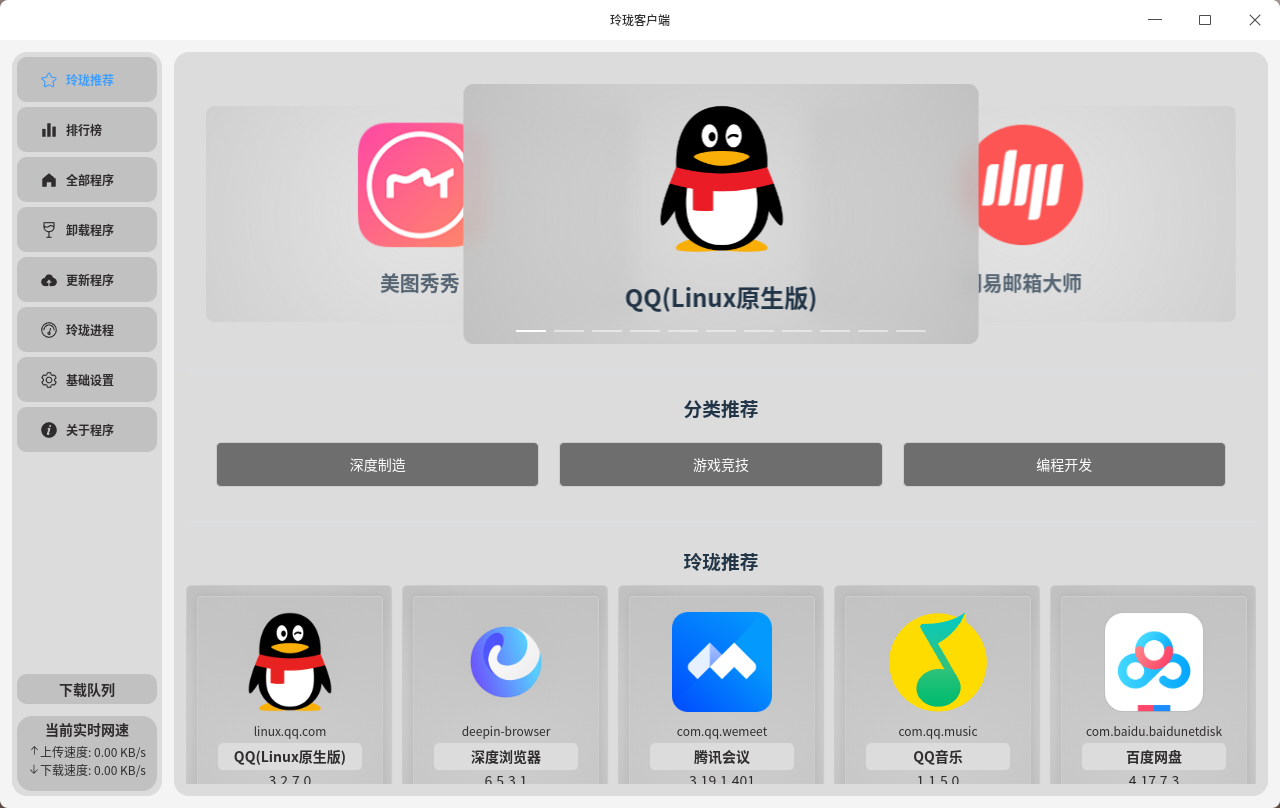 玲珑客户端
玲珑推荐
排行榜
全部程序
卸载程序
更新程序
玲珑进程
基础设置
关于程序
下载队列
当前实时网速
↑上传速度: 0.00 KB/s
↓下载速度: 0.00 KB/s
美图秀秀
QQ(Linux原生版)
易邮箱大师
分类推荐
深度制造
游戏竞技
编程开发
玲珑推荐
linux.qq.com
QQ(Linux原生版)
3.2.7.0
deepin-browser
深度浏览器
6.5.3.1
com.qq.wemeet
腾讯会议
3.19.1.401
com.qq.music
QQ音乐
1.1.5.0
com.baidu.baidunetdisk
百度网盘
4.17.7.3